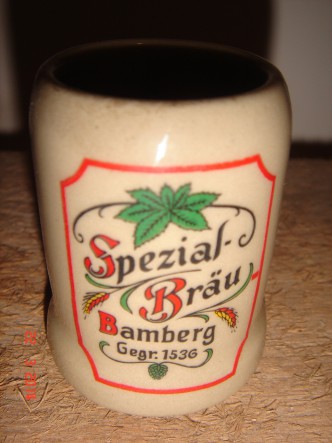 Spezial-
Bräu
Bamberg
Gegr. 1536